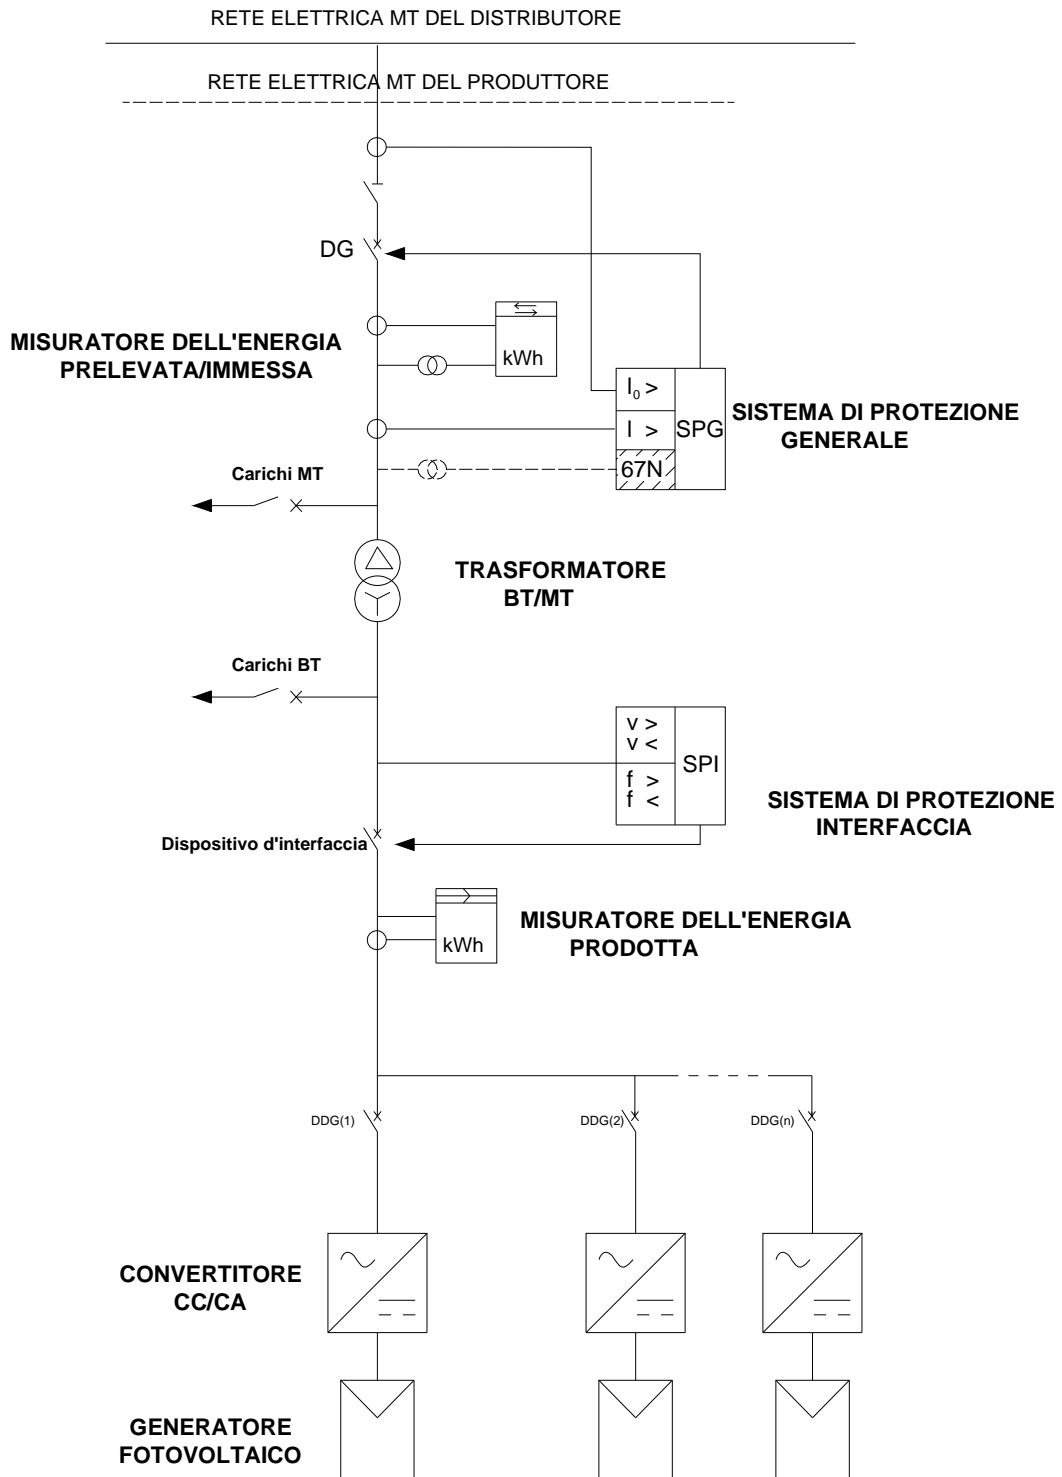 RETE ELETTRICA MT DEL DISTRIBUTORE
RETE ELETTRICA MT DEL PRODUTTORE
DG
MISURATORE DELL'ENERGIA
PRELEVATA/IMMESSA
kWh
I0 >
I >
67N
SPG
SISTEMA DI PROTEZIONE
GENERALE
Carichi MT
TRASFORMATORE
BT/MT
Carichi BT
v >
v <
f >
f <
SPI
SISTEMA DI PROTEZIONE
INTERFACCIA
Dispositivo d'interfaccia
kWh
MISURATORE DELL'ENERGIA
PRODOTTA
DDG(1)
DDG(2)
DDG(n)
CONVERTITORE
CC/CA
GENERATORE
FOTOVOLTAICO